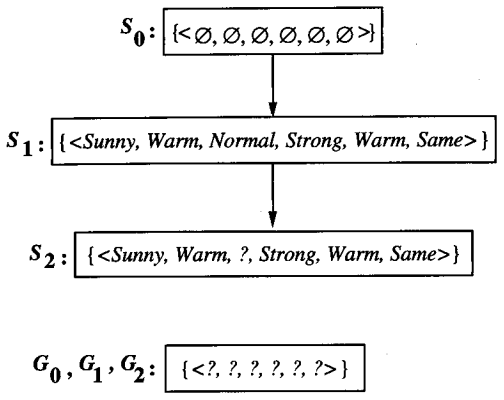 S0: {<∅, ∅, ∅, ∅, ∅, ∅>}
S1: {<Sunny, Warm, Normal, Strong, Warm, Same>}
S2: {<Sunny, Warm, ?, Strong, Warm, Same>}
G0, G1, G2: {<?, ?, ?, ?, ?, ?>}